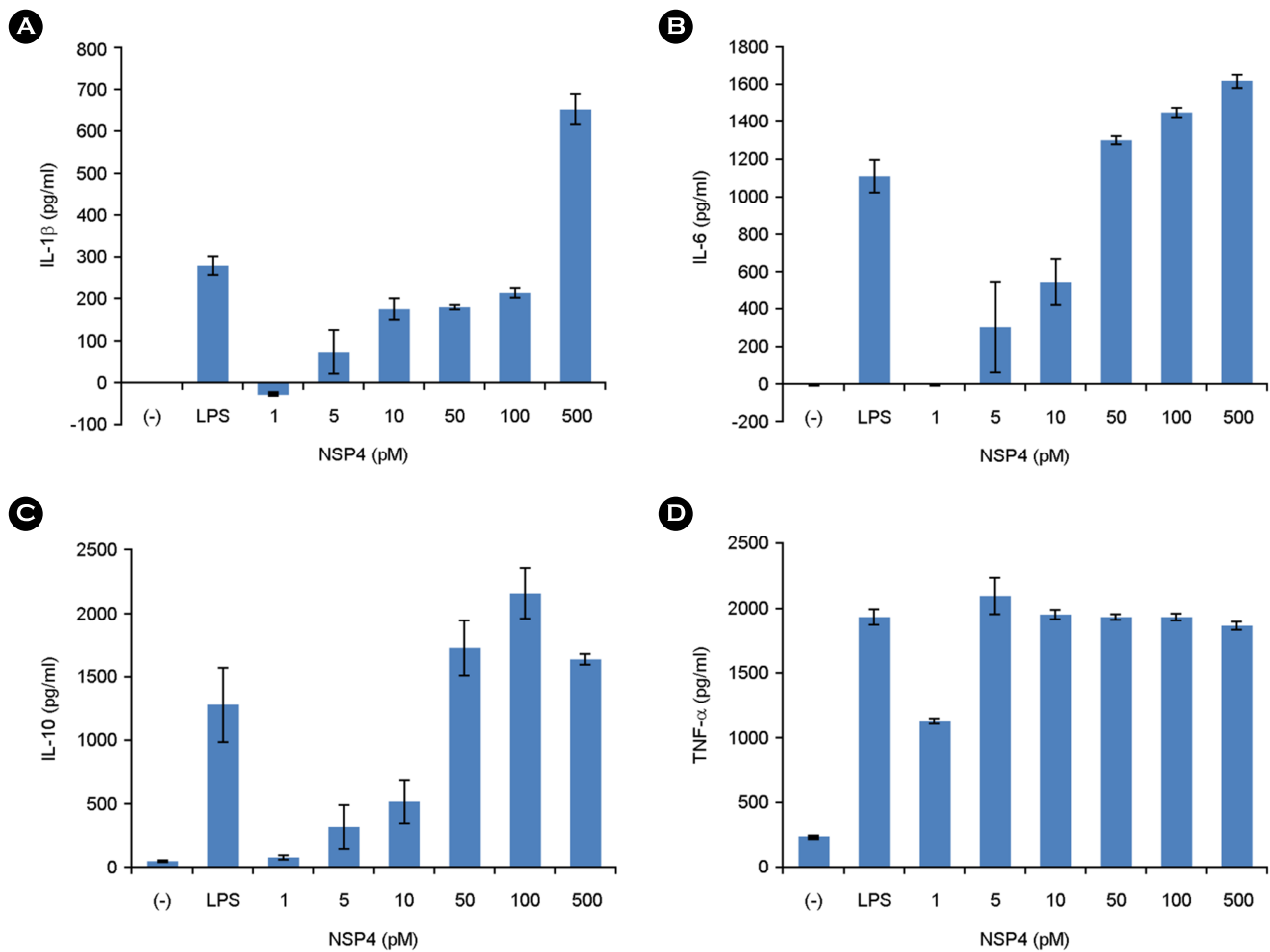 A
800
700
600
500
400
300
200
100
0
-100
IL-1β (pg/ml)
(-) LPS 1 5 10 50 100 500
NSP4 (pM)
B
1800
1600
1400
1200
1000
800
600
400
200
0
-200
IL-6 (pg/ml)
(-) LPS 1 5 10 50 100 500
NSP4 (pM)
C
2500
2000
1500
1000
500
0
IL-10 (pg/ml)
(-) LPS 1 5 10 50 100 500
NSP4 (pM)
D
2500
2000
1500
1000
500
0
TNF-α (pg/ml)
(-) LPS 1 5 10 50 100 500
NSP4 (pM)